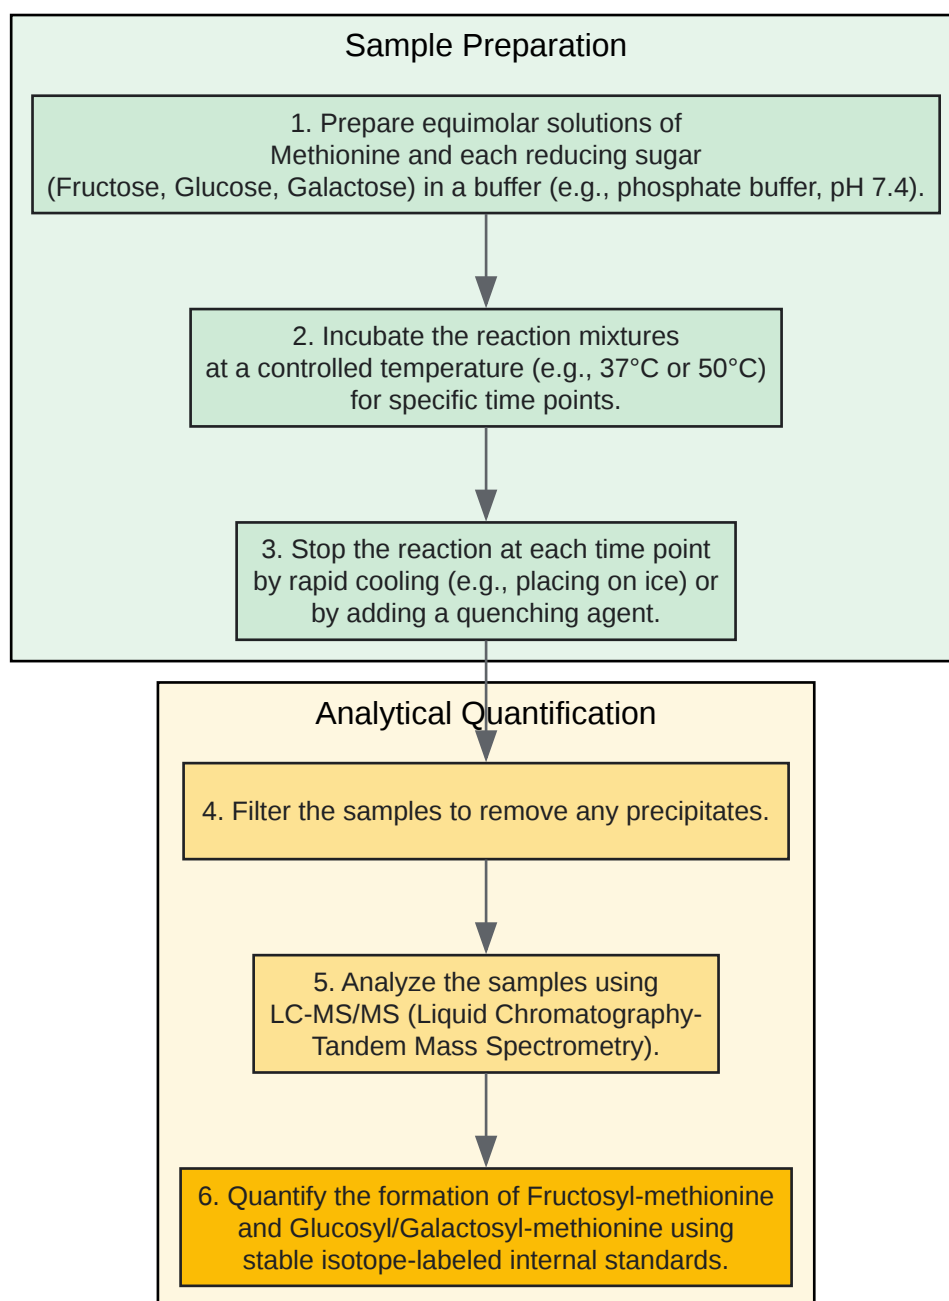 Sample Preparation
1. Prepare equimolar solutions of
Methionine and each reducing sugar
(Fructose, Glucose, Galactose) in a buffer (e.g., phosphate buffer, pH 7.4).
2. Incubate the reaction mixtures
at a controlled temperature (e.g., 37°C or 50°C)
for specific time points.
3. Stop the reaction at each time point
by rapid cooling (e.g., placing on ice) or
by adding a quenching agent.
Analytical Quantification
4. Filter the samples to remove any precipitates.
5. Analyze the samples using
LC-MS/MS (Liquid Chromatography-
Tandem Mass Spectrometry).
6. Quantify the formation of Fructosyl-methionine
and Glucosyl/Galactosyl-methionine using
stable isotope-labeled internal standards.